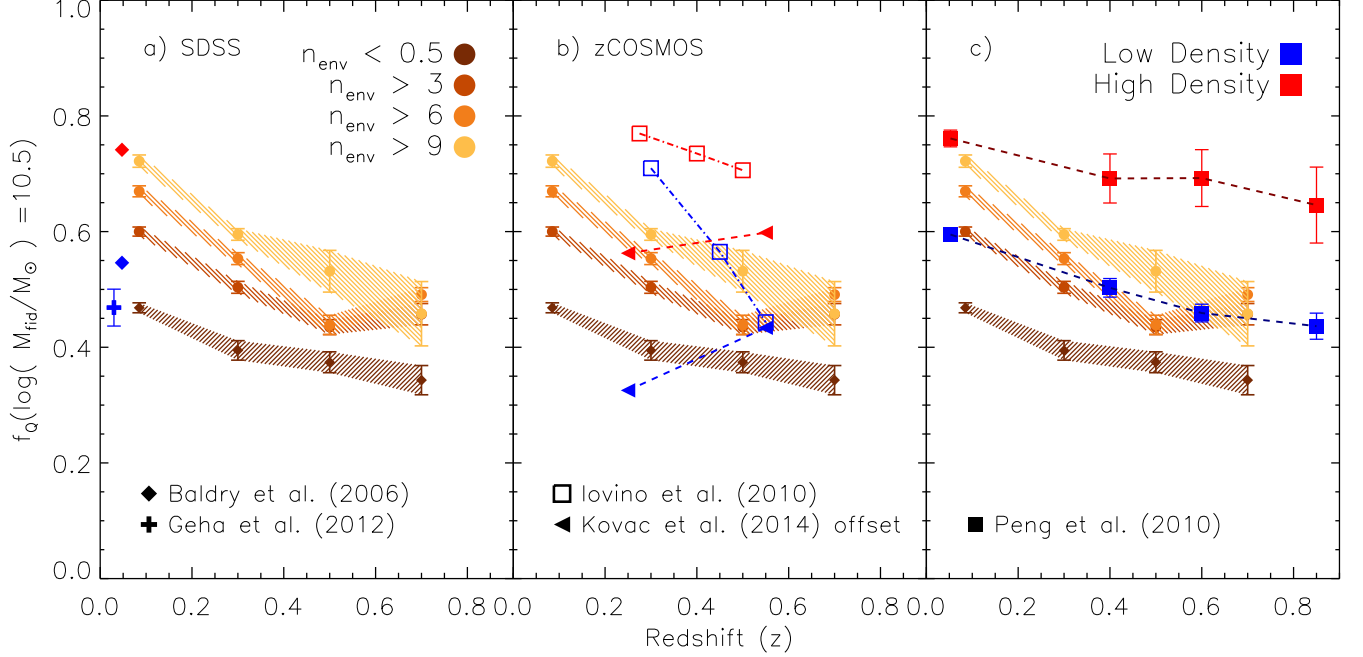 a) SDSS
n_env < 0.5
n_env > 3
n_env > 6
n_env > 9
Baldry et al. (2006)
Geha et al. (2012)
b) zCOSMOS
Iovino et al. (2010)
Kovac et al. (2014) offset
c)
Low Density
High Density
Peng et al. (2010)
f_Q(log( M_fid/M_⊙ ) =10.5)
1.0
0.8
0.6
0.4
0.2
0.0
0.0 0.2 0.4 0.6 0.8 0.0 0.2 0.4 0.6 0.8 0.0 0.2 0.4 0.6 0.8
Redshift (z)